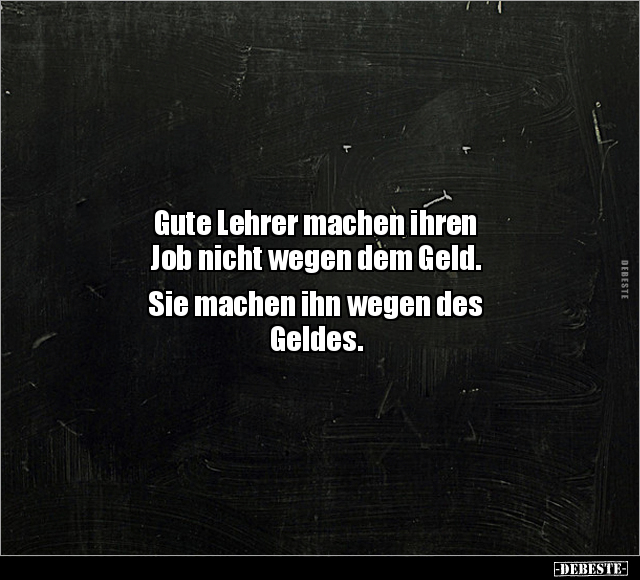 Gute Lehrer machen ihren
Job nicht wegen dem Geld.
Sie machen ihn wegen des
Geldes.
DEBESTE
-DEBESTE-